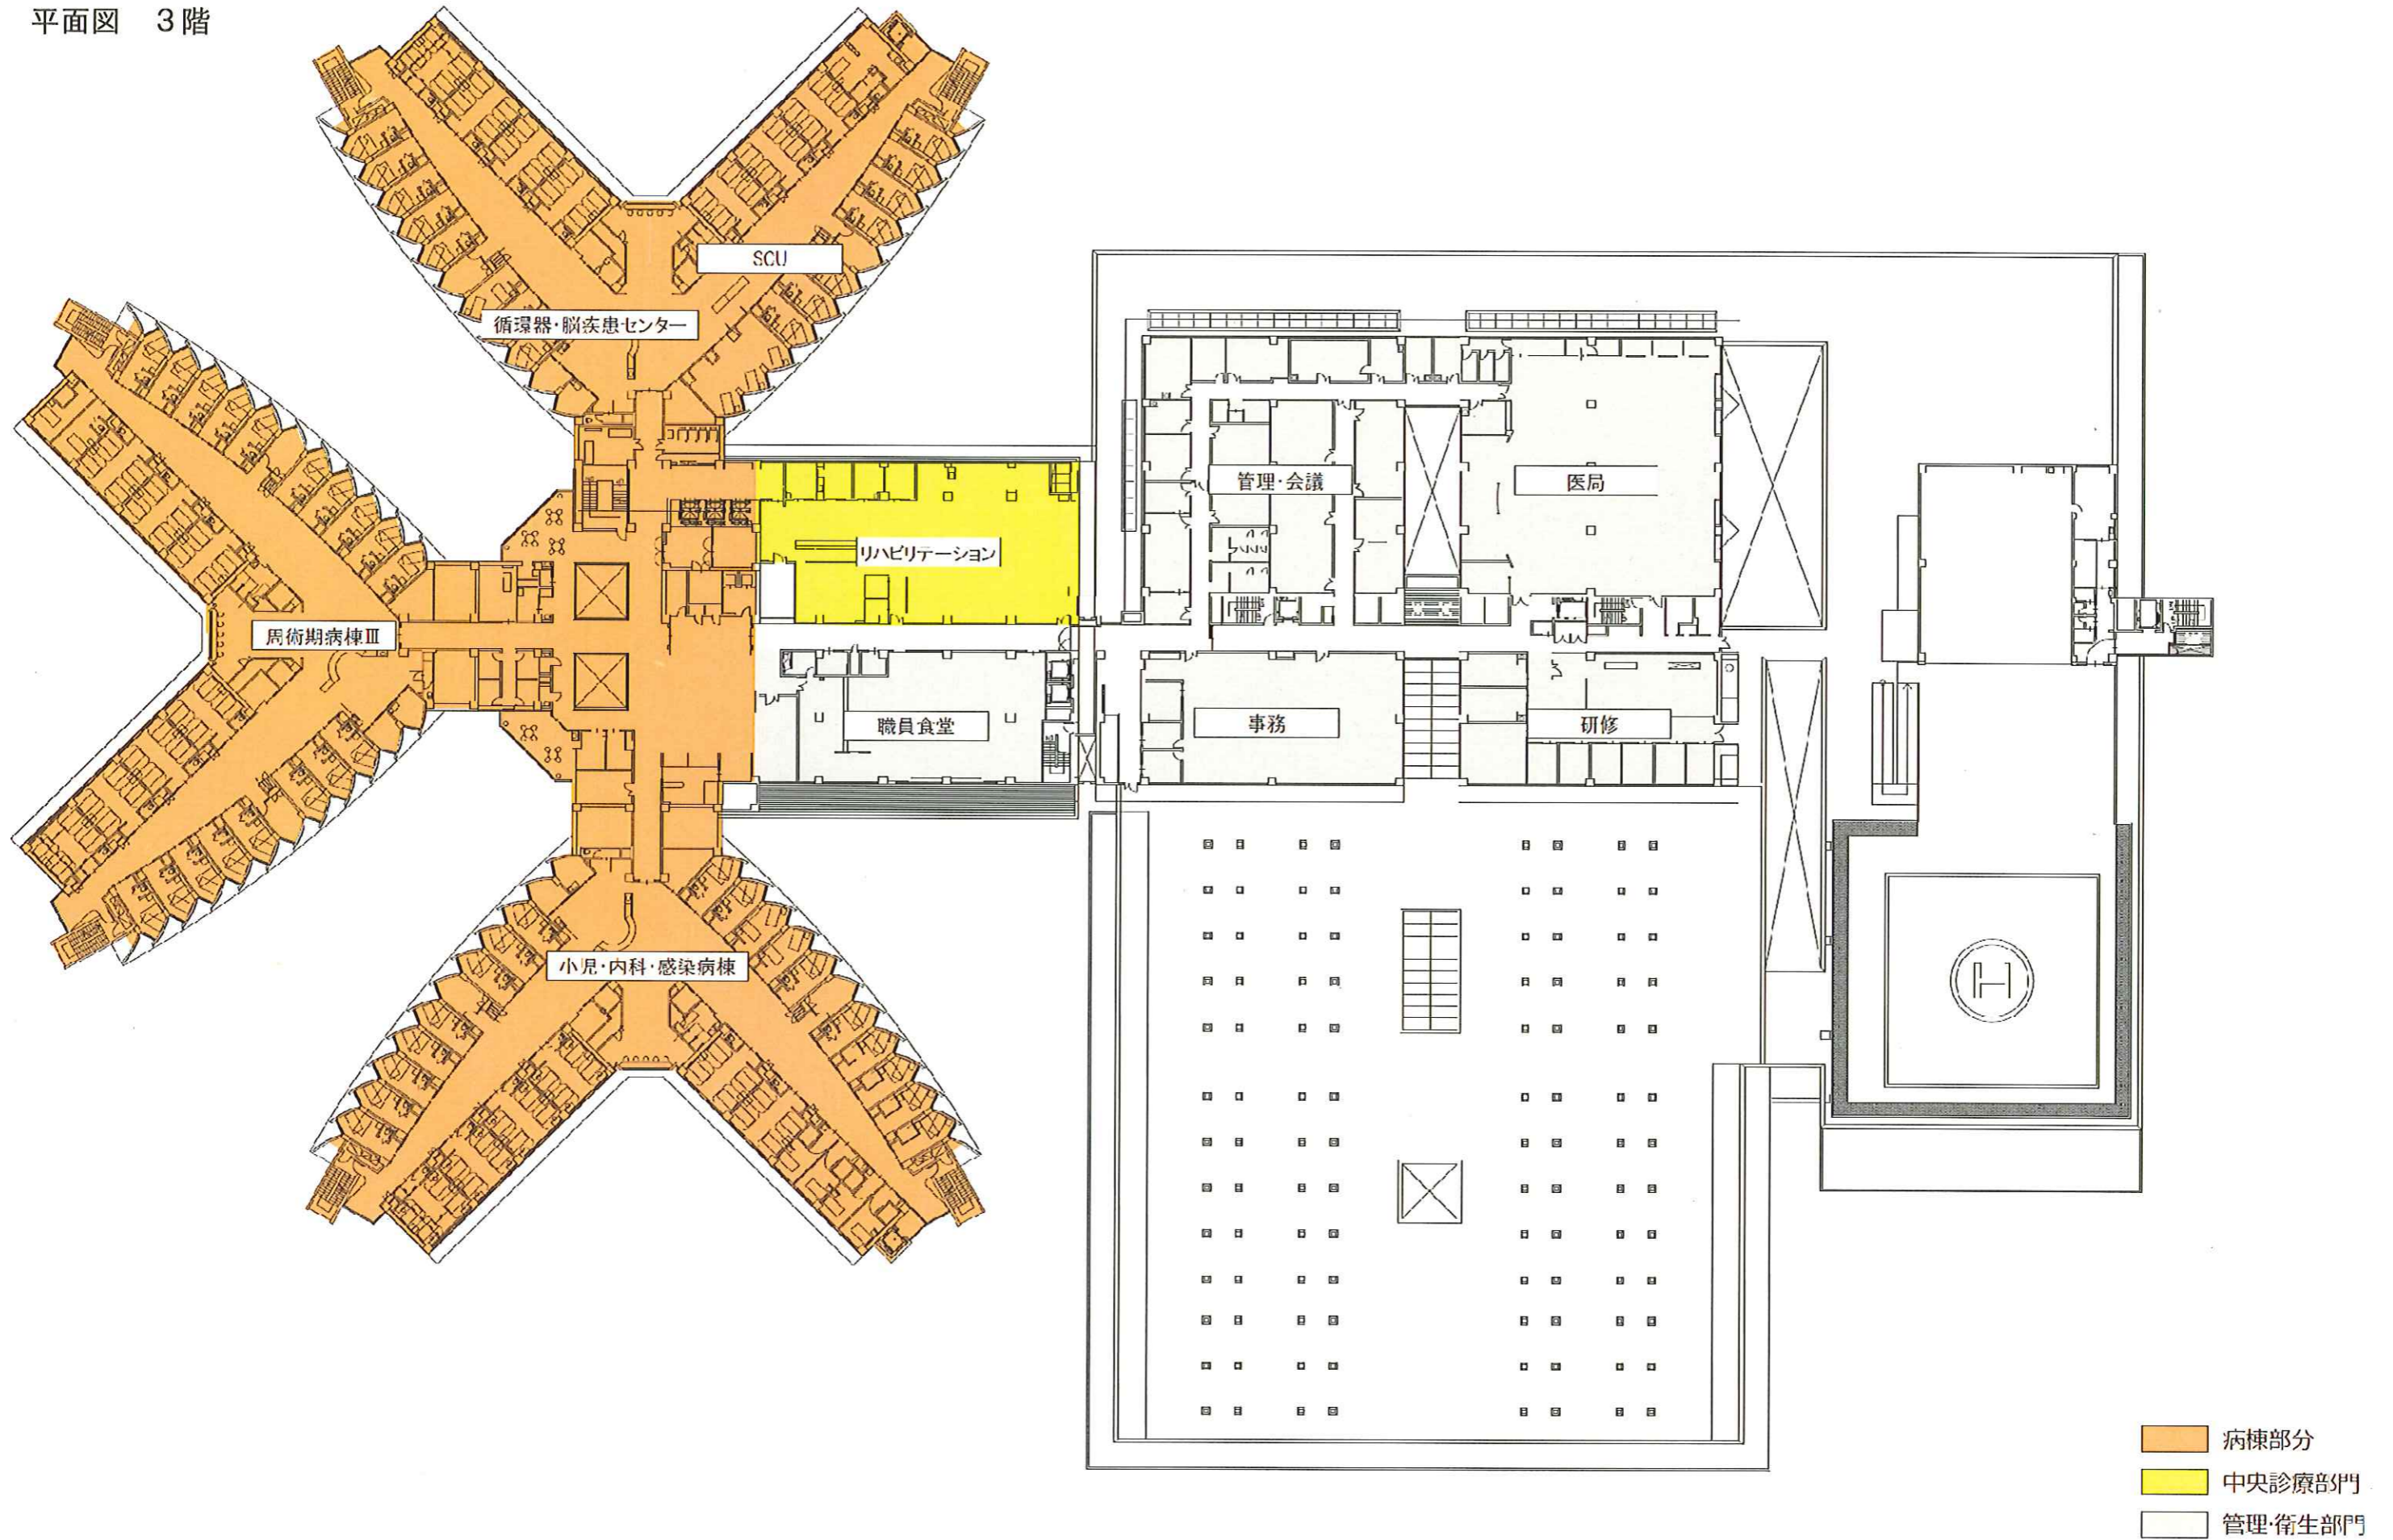 平面図　3階
SCU
循環器・脳疾患センター
管理・会議
医局
リハビリテーション
周術期病棟Ⅲ
職員食堂
事務
研修
小児・内科・感染病棟
H
病棟部分
中央診療部門
管理・衛生部門